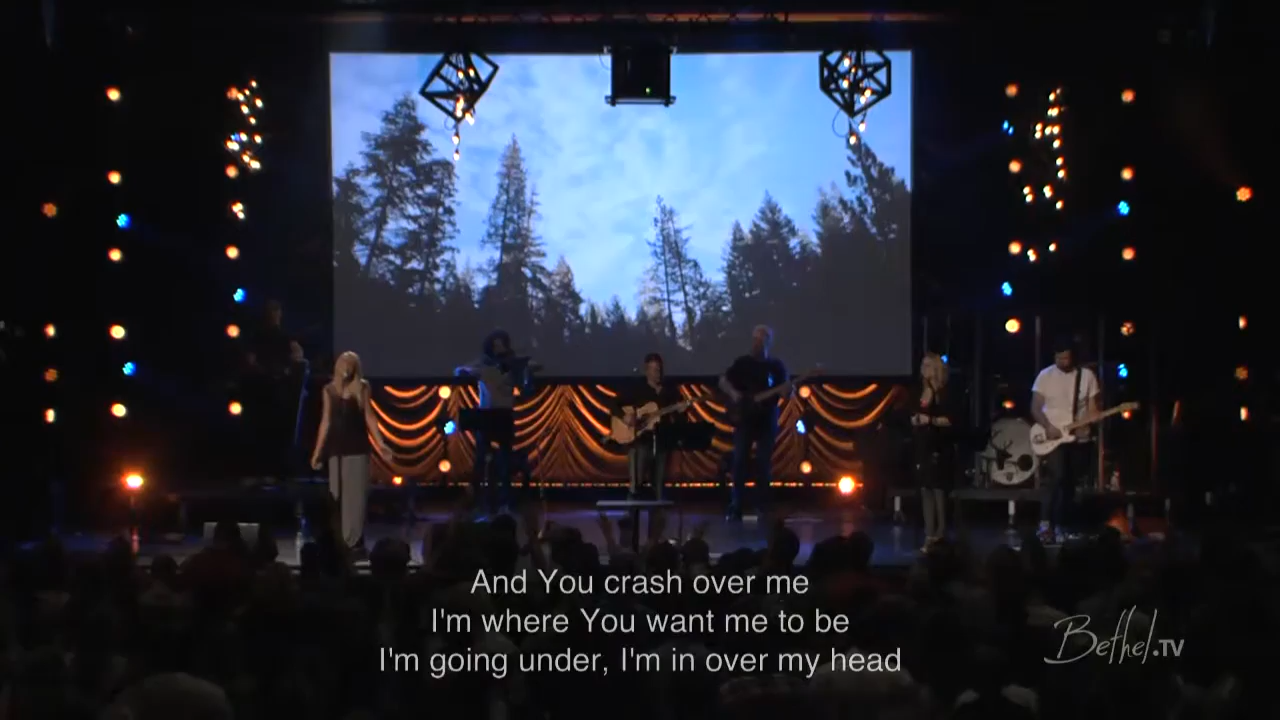 And You crash over me
I'm where You want me to be
I'm going under, I'm in over my head
Bethel.TV